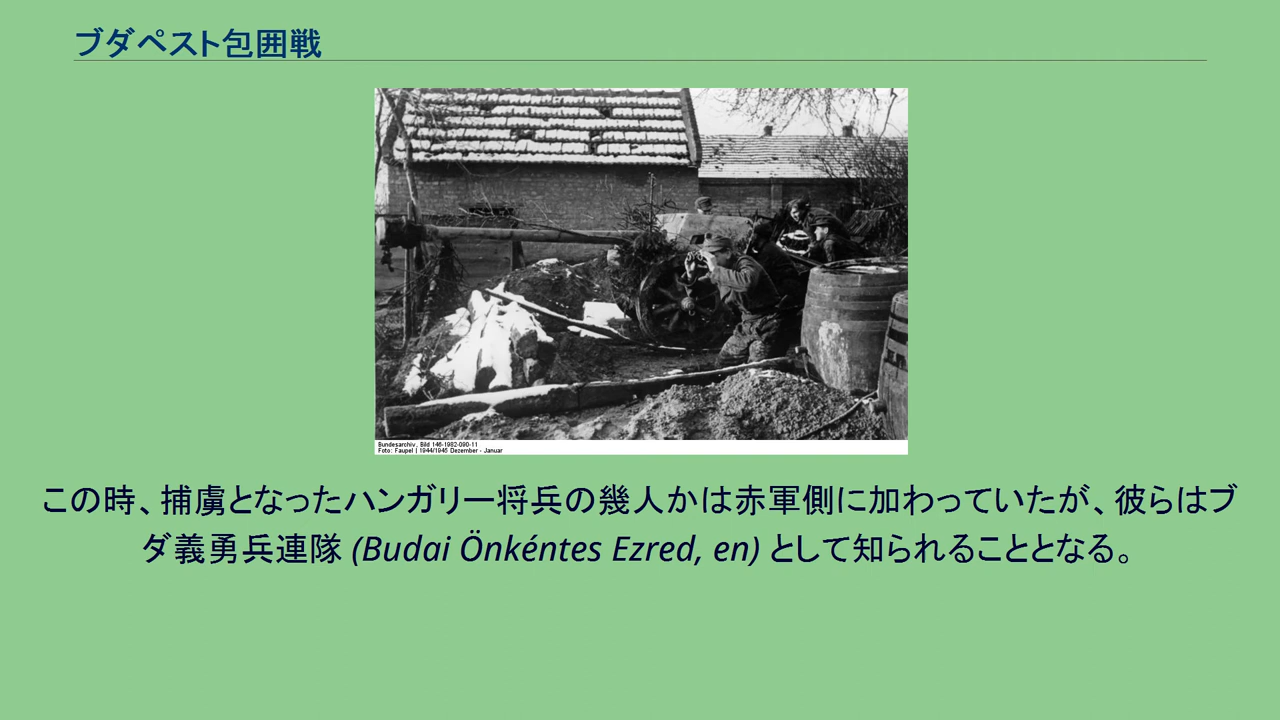 ブダペスト包囲戦
Bundesarchiv, Bild 146-1982-090-11
Foto: Faupel | 1944/1945 Dezember - Januar
この時、捕虜となったハンガリー将兵の幾人かは赤軍側に加わっていたが、彼らはブ
ダ義勇兵連隊 (Budai Önkéntes Ezred, en) として知られることとなる。